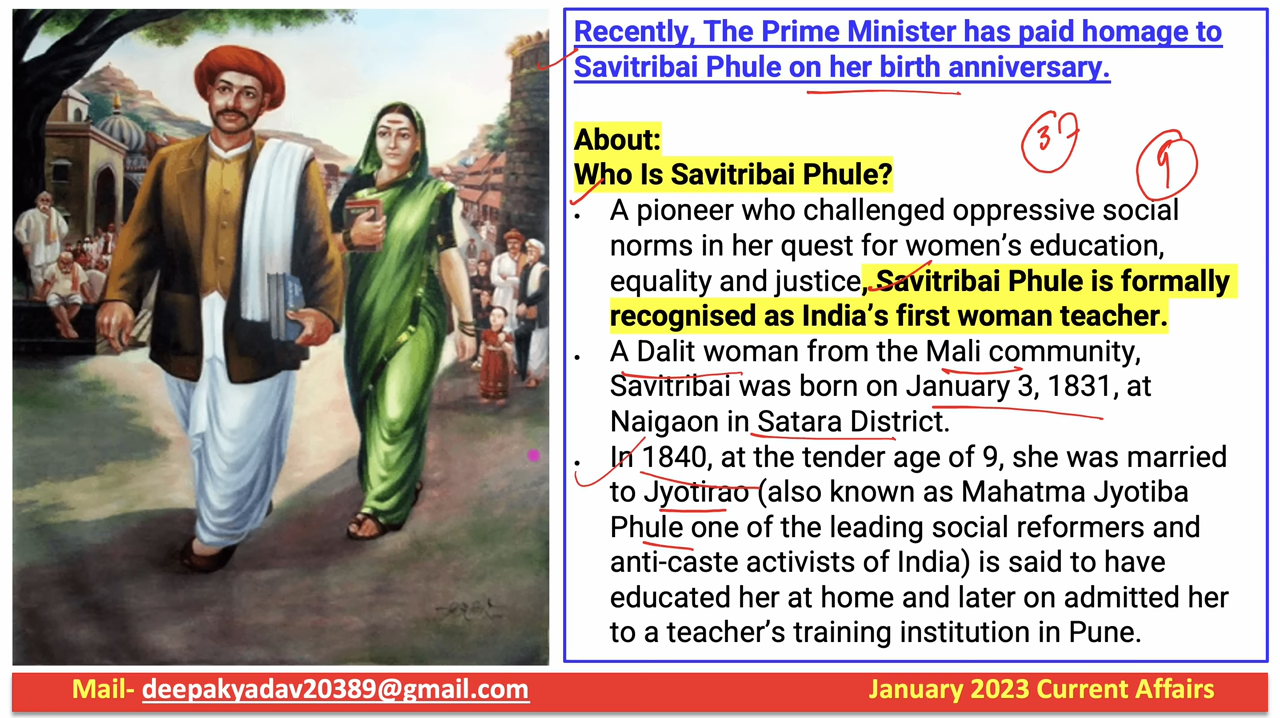 Recently, The Prime Minister has paid homage to
Savitribai Phule on her birth anniversary.
37
9
About:
Who Is Savitribai Phule?
• A pioneer who challenged oppressive social
norms in her quest for women’s education,
equality and justice, Savitribai Phule is formally
recognised as India’s first woman teacher.
• A Dalit woman from the Mali community,
Savitribai was born on January 3, 1831, at
Naigaon in Satara District.
• In 1840, at the tender age of 9, she was married
to Jyotirao (also known as Mahatma Jyotiba
Phule one of the leading social reformers and
anti-caste activists of India) is said to have
educated her at home and later on admitted her
to a teacher’s training institution in Pune.
Mail- deepakyadav20389@gmail.com
January 2023 Current Affairs